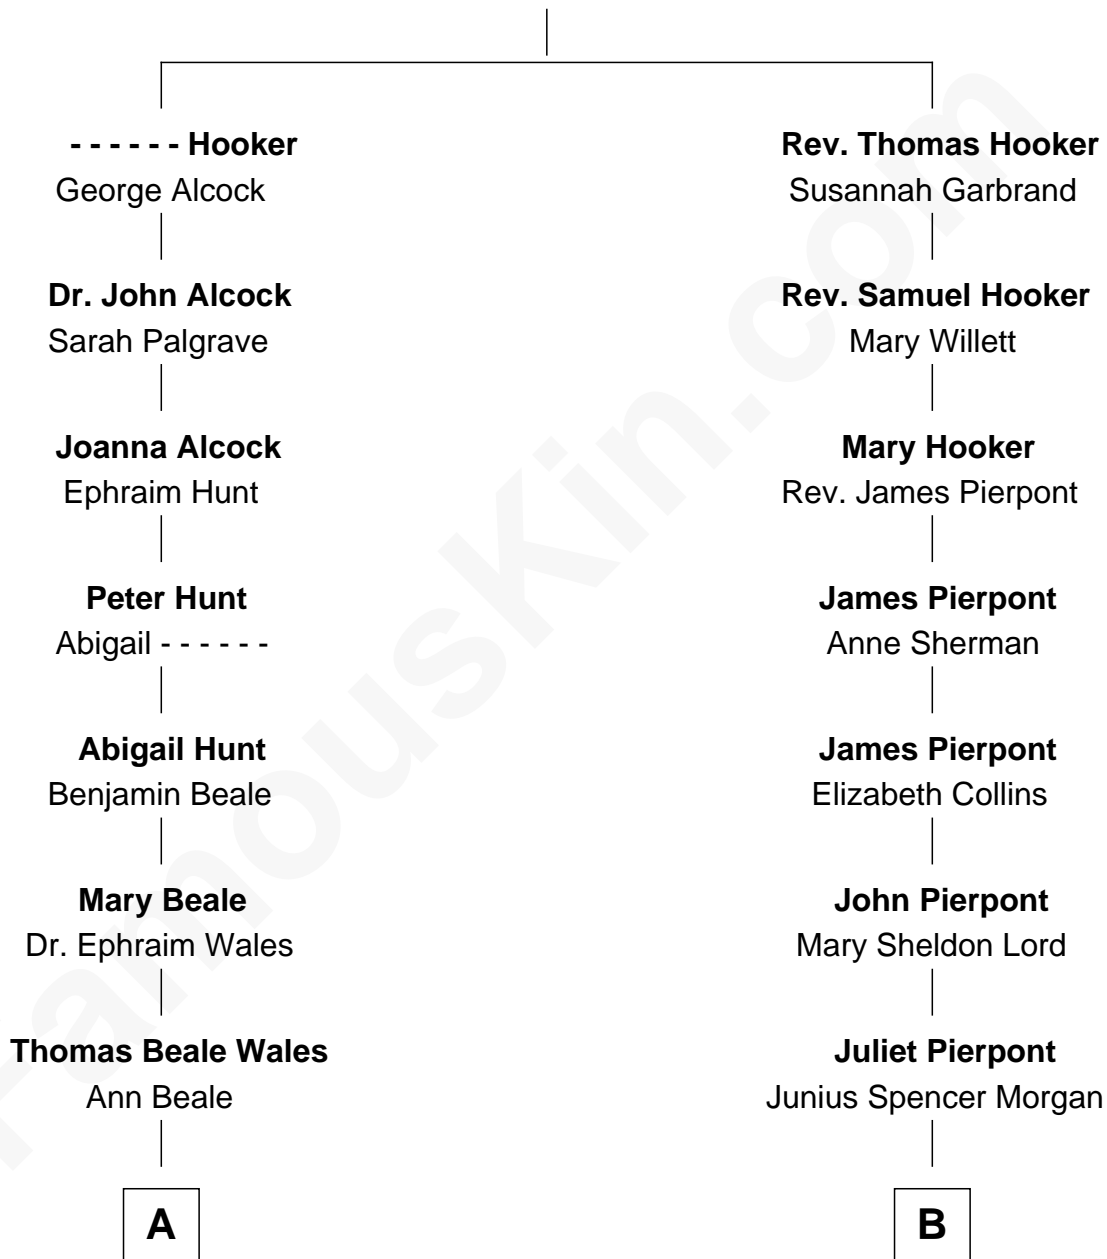 - - - - - - Hooker
George Alcock
Dr. John Alcock
Sarah Palgrave
Joanna Alcock
Ephraim Hunt
Peter Hunt
Abigail - - - - - -
Abigail Hunt
Benjamin Beale
Mary Beale
Dr. Ephraim Wales
Thomas Beale Wales
Ann Beale
A
Rev. Thomas Hooker
Susannah Garbrand
Rev. Samuel Hooker
Mary Willett
Mary Hooker
Rev. James Pierpont
James Pierpont
Anne Sherman
James Pierpont
Elizabeth Collins
John Pierpont
Mary Sheldon Lord
Juliet Pierpont
Junius Spencer Morgan
B
FamousKin.com